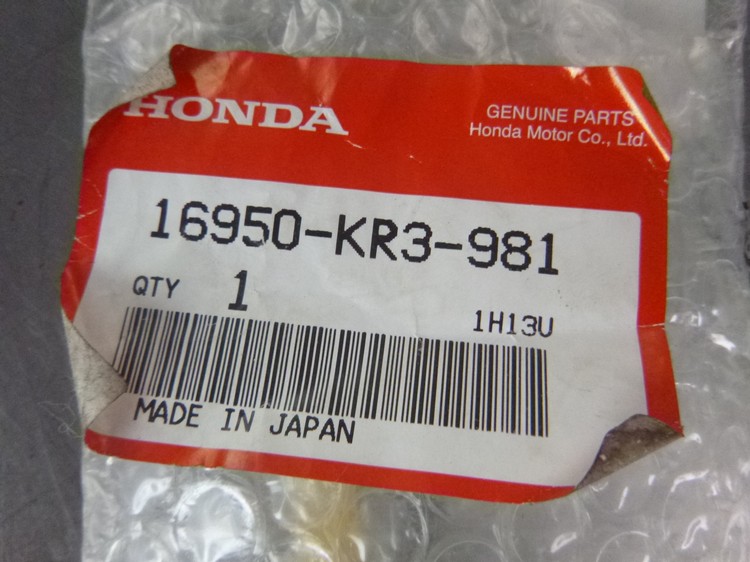 HONDA
GENUINE PARTS
Honda Motor Co., Ltd.
16950-KR3-981
QTY 1
1H13U
MADE IN JAPAN